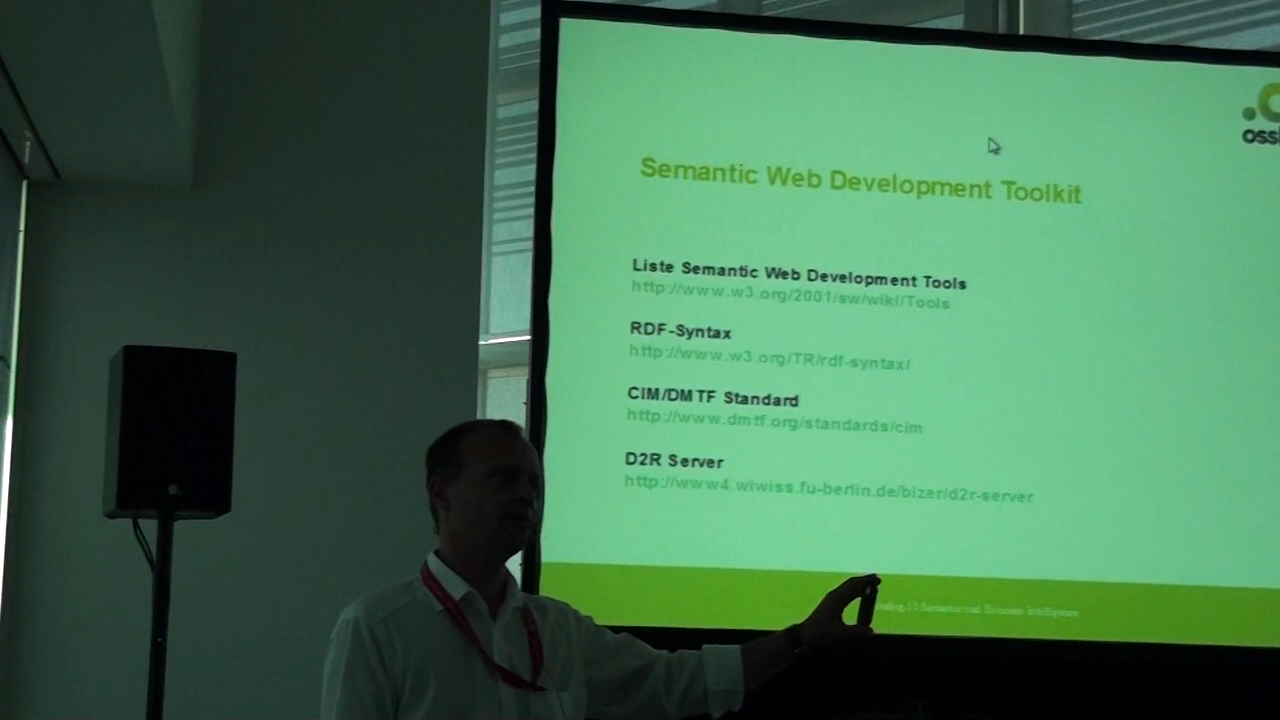 Semantic Web Development Toolkit
Liste Semantic Web Development Tools
http://www.w3.org/2001/sw/wiki/Tools
RDF-Syntax
http://www.w3.org/TR/rdf-syntax/
CIM/DMTF Standard
http://www.dmtf.org/standards/cim
D2R Server
http://www4.wiwiss.fu-berlin.de/bizer/d2r-server